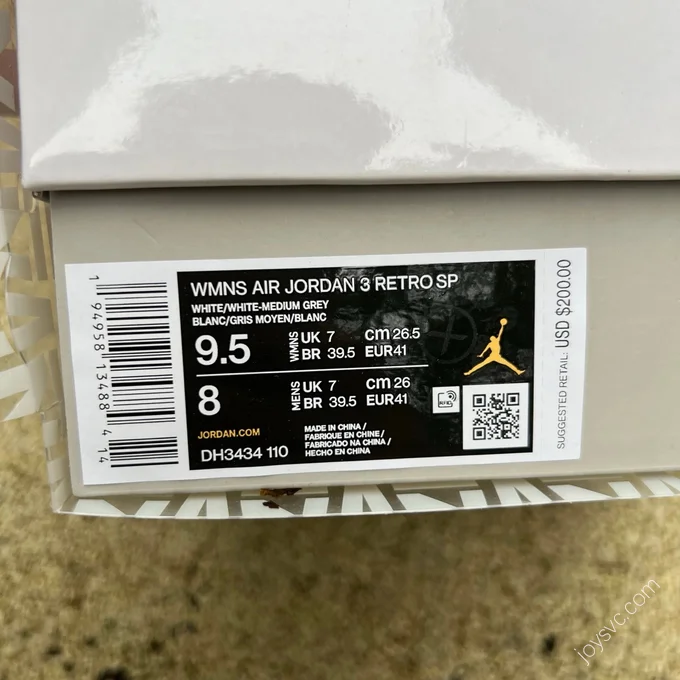 WMNS AIR JORDAN 3 RETRO SP
WHITE/WHITE-MEDIUM GREY
BLANC/GRIS MOYEN/BLANC
9.5 WMNS UK 7 cm 26.5
BR 39.5 EUR41
8 MENS UK 7 cm 26
BR 39.5 EUR41
JORDAN.COM
DH3434 110
MADE IN CHINA /
FABRIQUE EN CHINE /
FABRICADO NA CHINA /
HECHO EN CHINA
1 94958 13488 4 14
SUGGESTED RETAIL: USD $200.00
joysvc.com